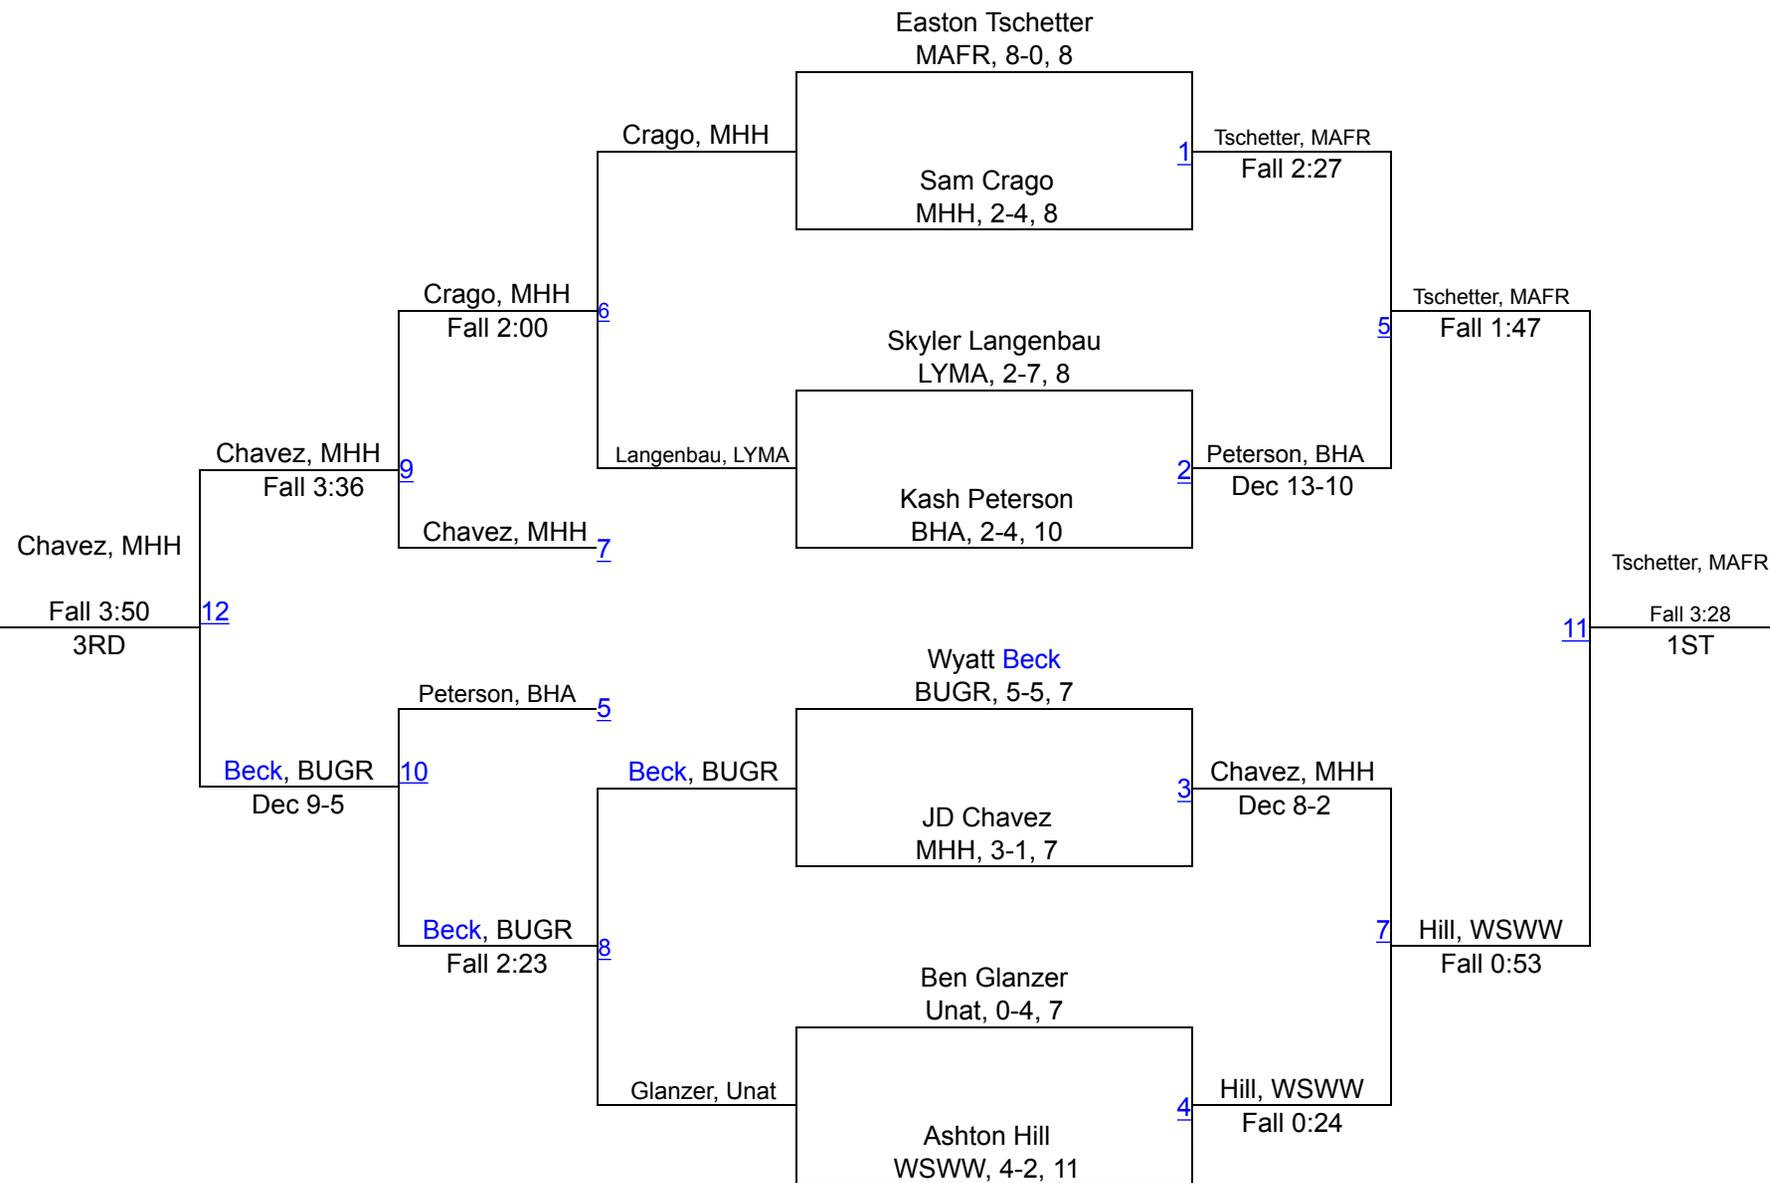 Easton Tschetter
MAFR, 8-0, 8
Crago, MHH
1
Tschetter, MAFR
Fall 2:27
Sam Crago
MHH, 2-4, 8
Crago, MHH
Fall 2:00
6
Tschetter, MAFR
Fall 1:47
5
Skyler Langenbau
LYMA, 2-7, 8
Chavez, MHH
Fall 3:36
9
Langenbau, LYMA
2
Peterson, BHA
Dec 13-10
Kash Peterson
BHA, 2-4, 10
Chavez, MHH
7
Chavez, MHH
Fall 3:50
3RD
12
Tschetter, MAFR
Fall 3:28
1ST
11
Wyatt Beck
BUGR, 5-5, 7
Peterson, BHA
5
Beck, BUGR
Dec 9-5
10
Beck, BUGR
3
Chavez, MHH
Dec 8-2
JD Chavez
MHH, 3-1, 7
Beck, BUGR
Fall 2:23
8
7
Hill, WSWW
Fall 0:53
Ben Glanzer
Unat, 0-4, 7
Glanzer, Unat
4
Hill, WSWW
Fall 0:24
Ashton Hill
WSWW, 4-2, 11